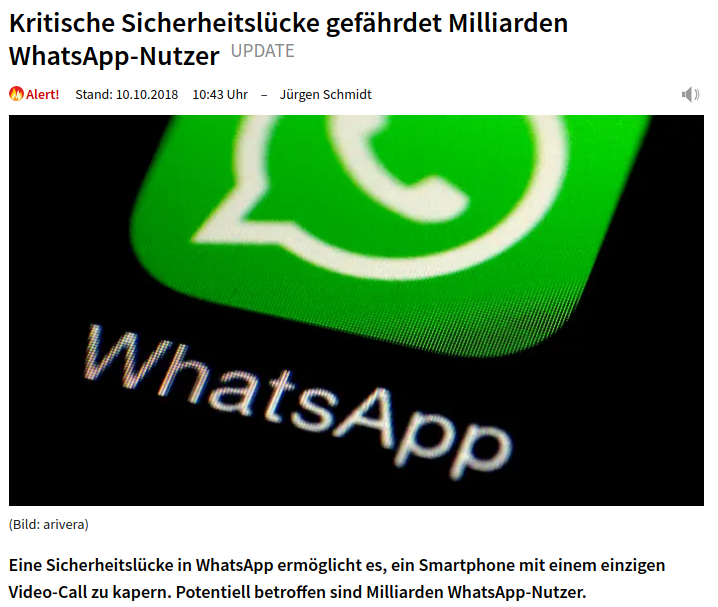 Kritische Sicherheitslücke gefährdet Milliarden
WhatsApp-Nutzer UPDATE
Alert! Stand: 10.10.2018 10:43 Uhr – Jürgen Schmidt
WhatsApp
(Bild: arivera)
Eine Sicherheitslücke in WhatsApp ermöglicht es, ein Smartphone mit einem einzigen
Video-Call zu kapern. Potentiell betroffen sind Milliarden WhatsApp-Nutzer.